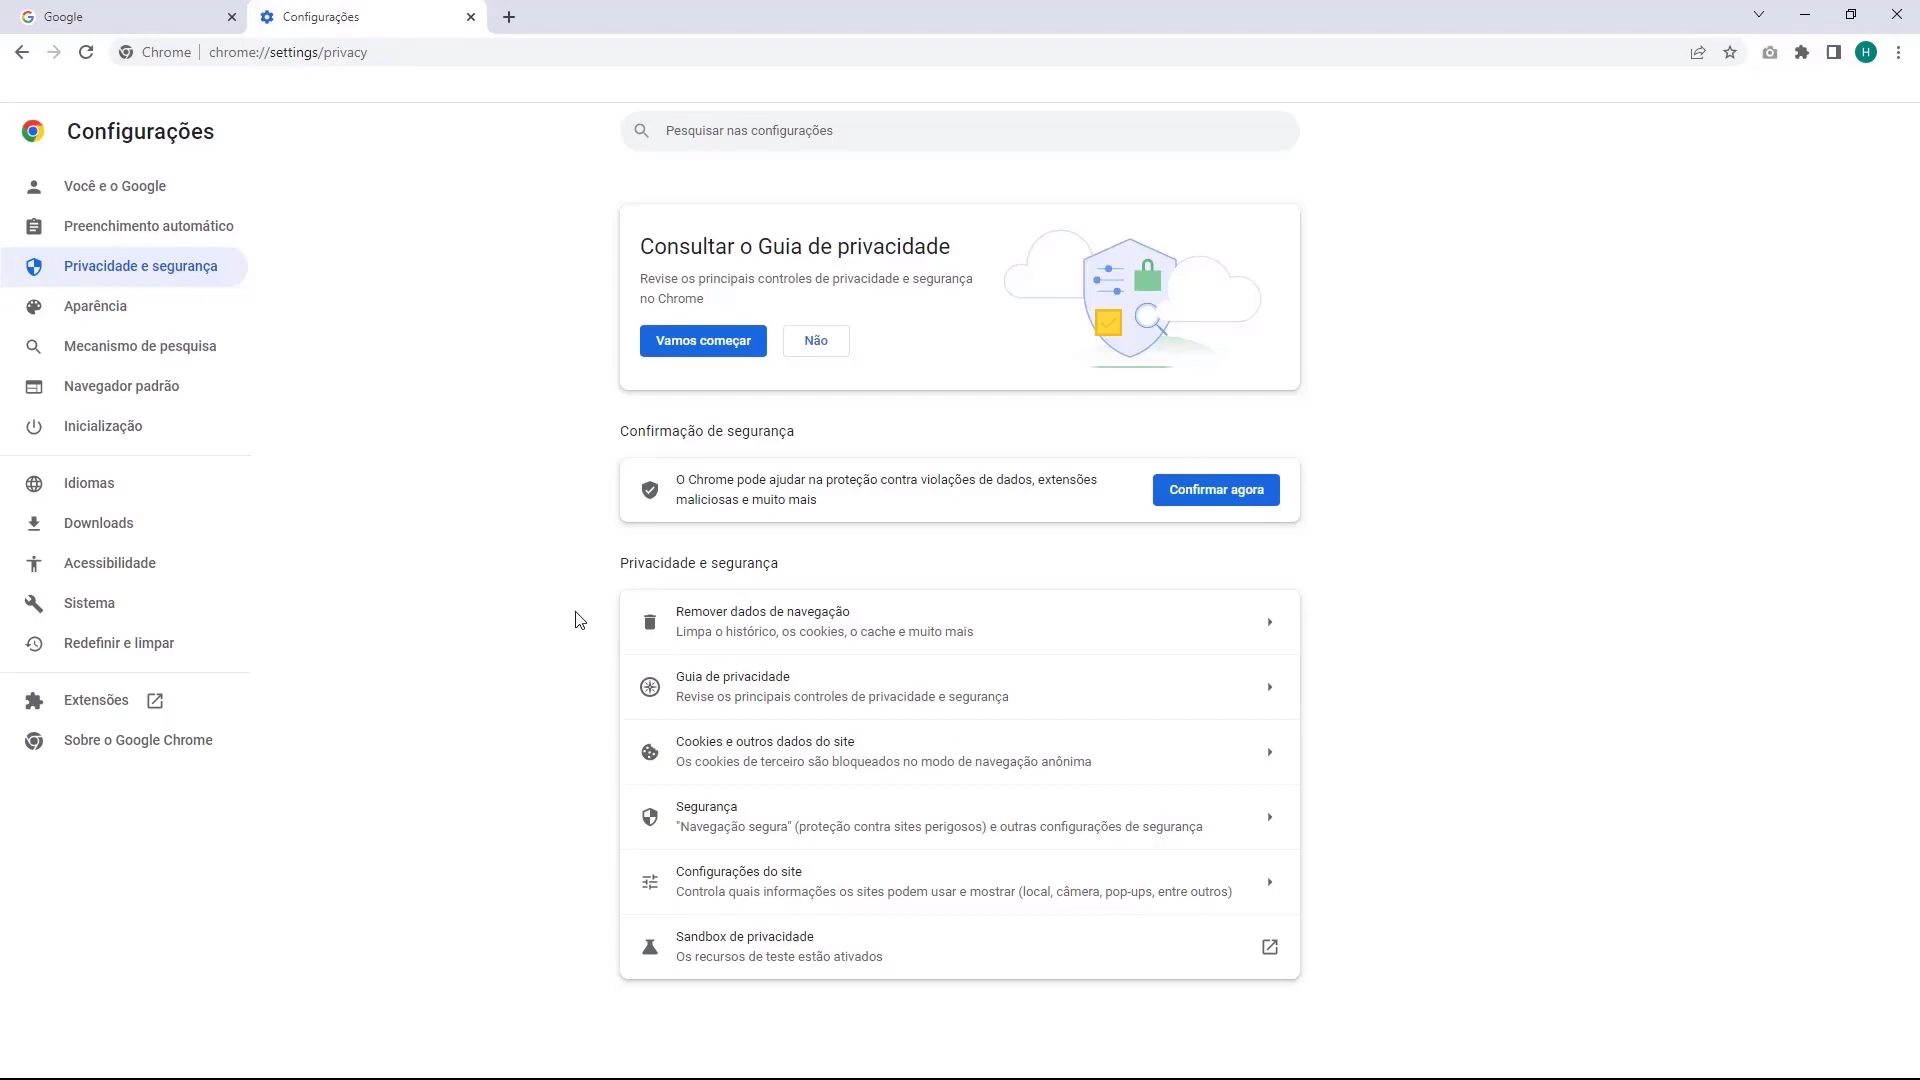 Google
Configurações
Chrome
chrome://settings/privacy
H
Configurações
Pesquisar nas configurações
Você e o Google
Preenchimento automático
Privacidade e segurança
Aparência
Mecanismo de pesquisa
Navegador padrão
Inicialização
Idiomas
Downloads
Acessibilidade
Sistema
Redefinir e limpar
Extensões
Sobre o Google Chrome
Consultar o Guia de privacidade
Revise os principais controles de privacidade e segurança
no Chrome
Vamos começar
Não
Confirmação de segurança
O Chrome pode ajudar na proteção contra violações de dados, extensões
maliciosas e muito mais
Confirmar agora
Privacidade e segurança
Remover dados de navegação
Limpa o histórico, os cookies, o cache e muito mais
Guia de privacidade
Revise os principais controles de privacidade e segurança
Cookies e outros dados do site
Os cookies de terceiro são bloqueados no modo de navegação anônima
Segurança
"Navegação segura" (proteção contra sites perigosos) e outras configurações de segurança
Configurações do site
Controla quais informações os sites podem usar e mostrar (local, câmera, pop-ups, entre outros)
Sandbox de privacidade
Os recursos de teste estão ativados